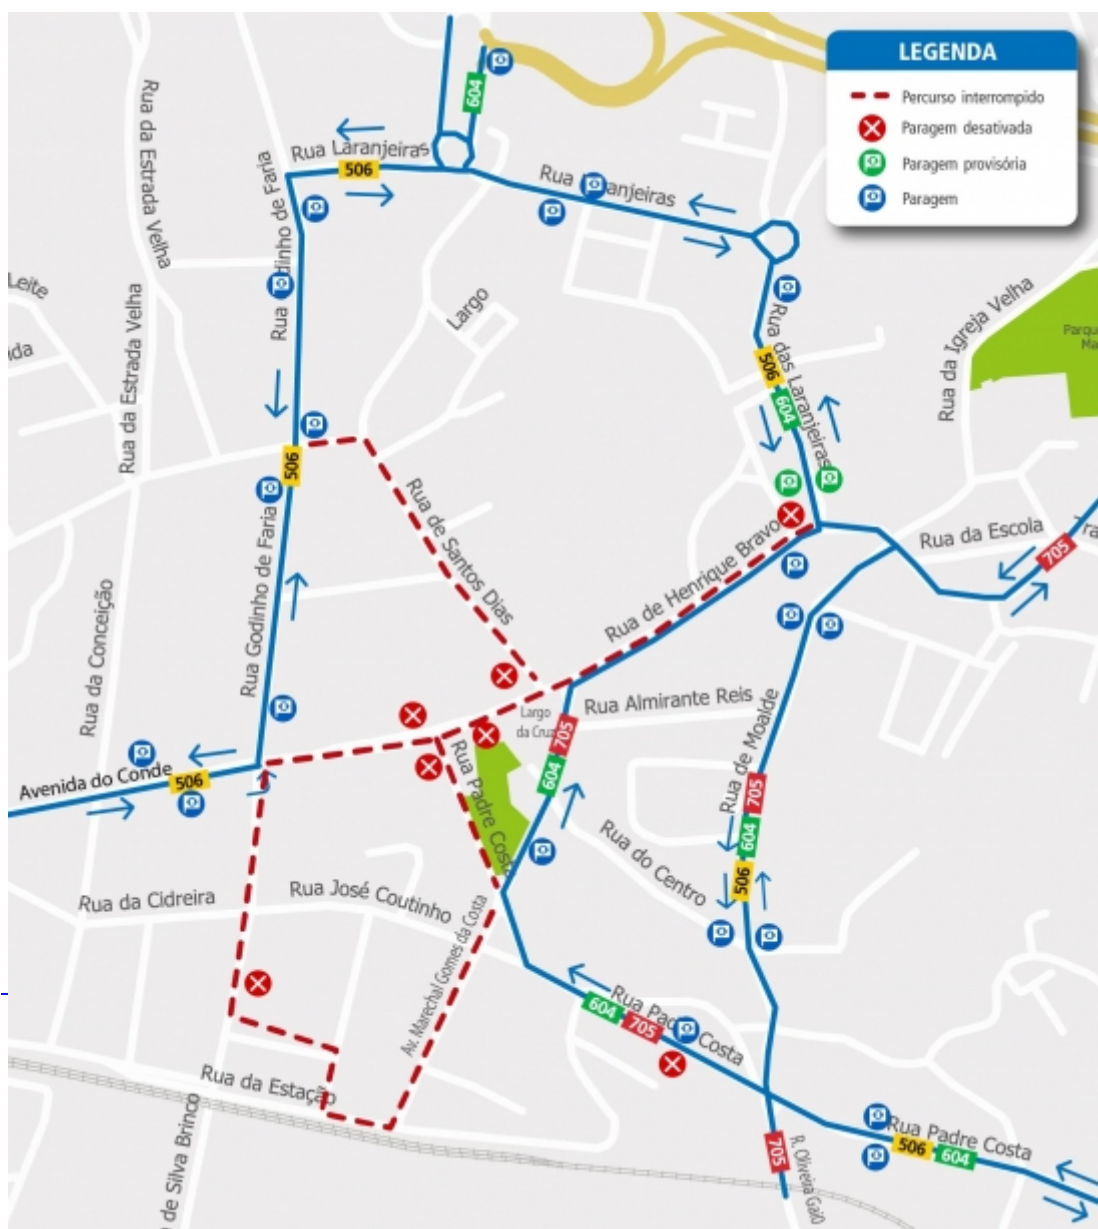 LEGENDA
Percurso interrompido
Paragem desativada
Paragem provisória
Paragem
604
Rua Laranjeiras
506
Rua Laranjeiras
Rua da Estrada Velha
Rua Godinho de Faria
Leite
Largo
Rua da Estrada Velha
Rua das Laranjeiras
506
604
Rua da Igreja Velha
506
Rua de Santos Dias
Rua Godinho de Faria
Rua da Conceição
Rua de Henrique Bravo
Rua da Escola
705
Rua Almirante Reis
Largo
da Cruz
705
604
Avenida do Conde
506
Rua Padre Costa
Rua de Moalde
705
604
506
Rua do Centro
Rua da Cidreira
Rua José Coutinho
Av. Marechal Gomes da Costa
604
705
Rua Padre Costa
Rua da Estação
de Silva Brinco
705
R. Oliveira Gaio
Rua Padre Costa
506
604